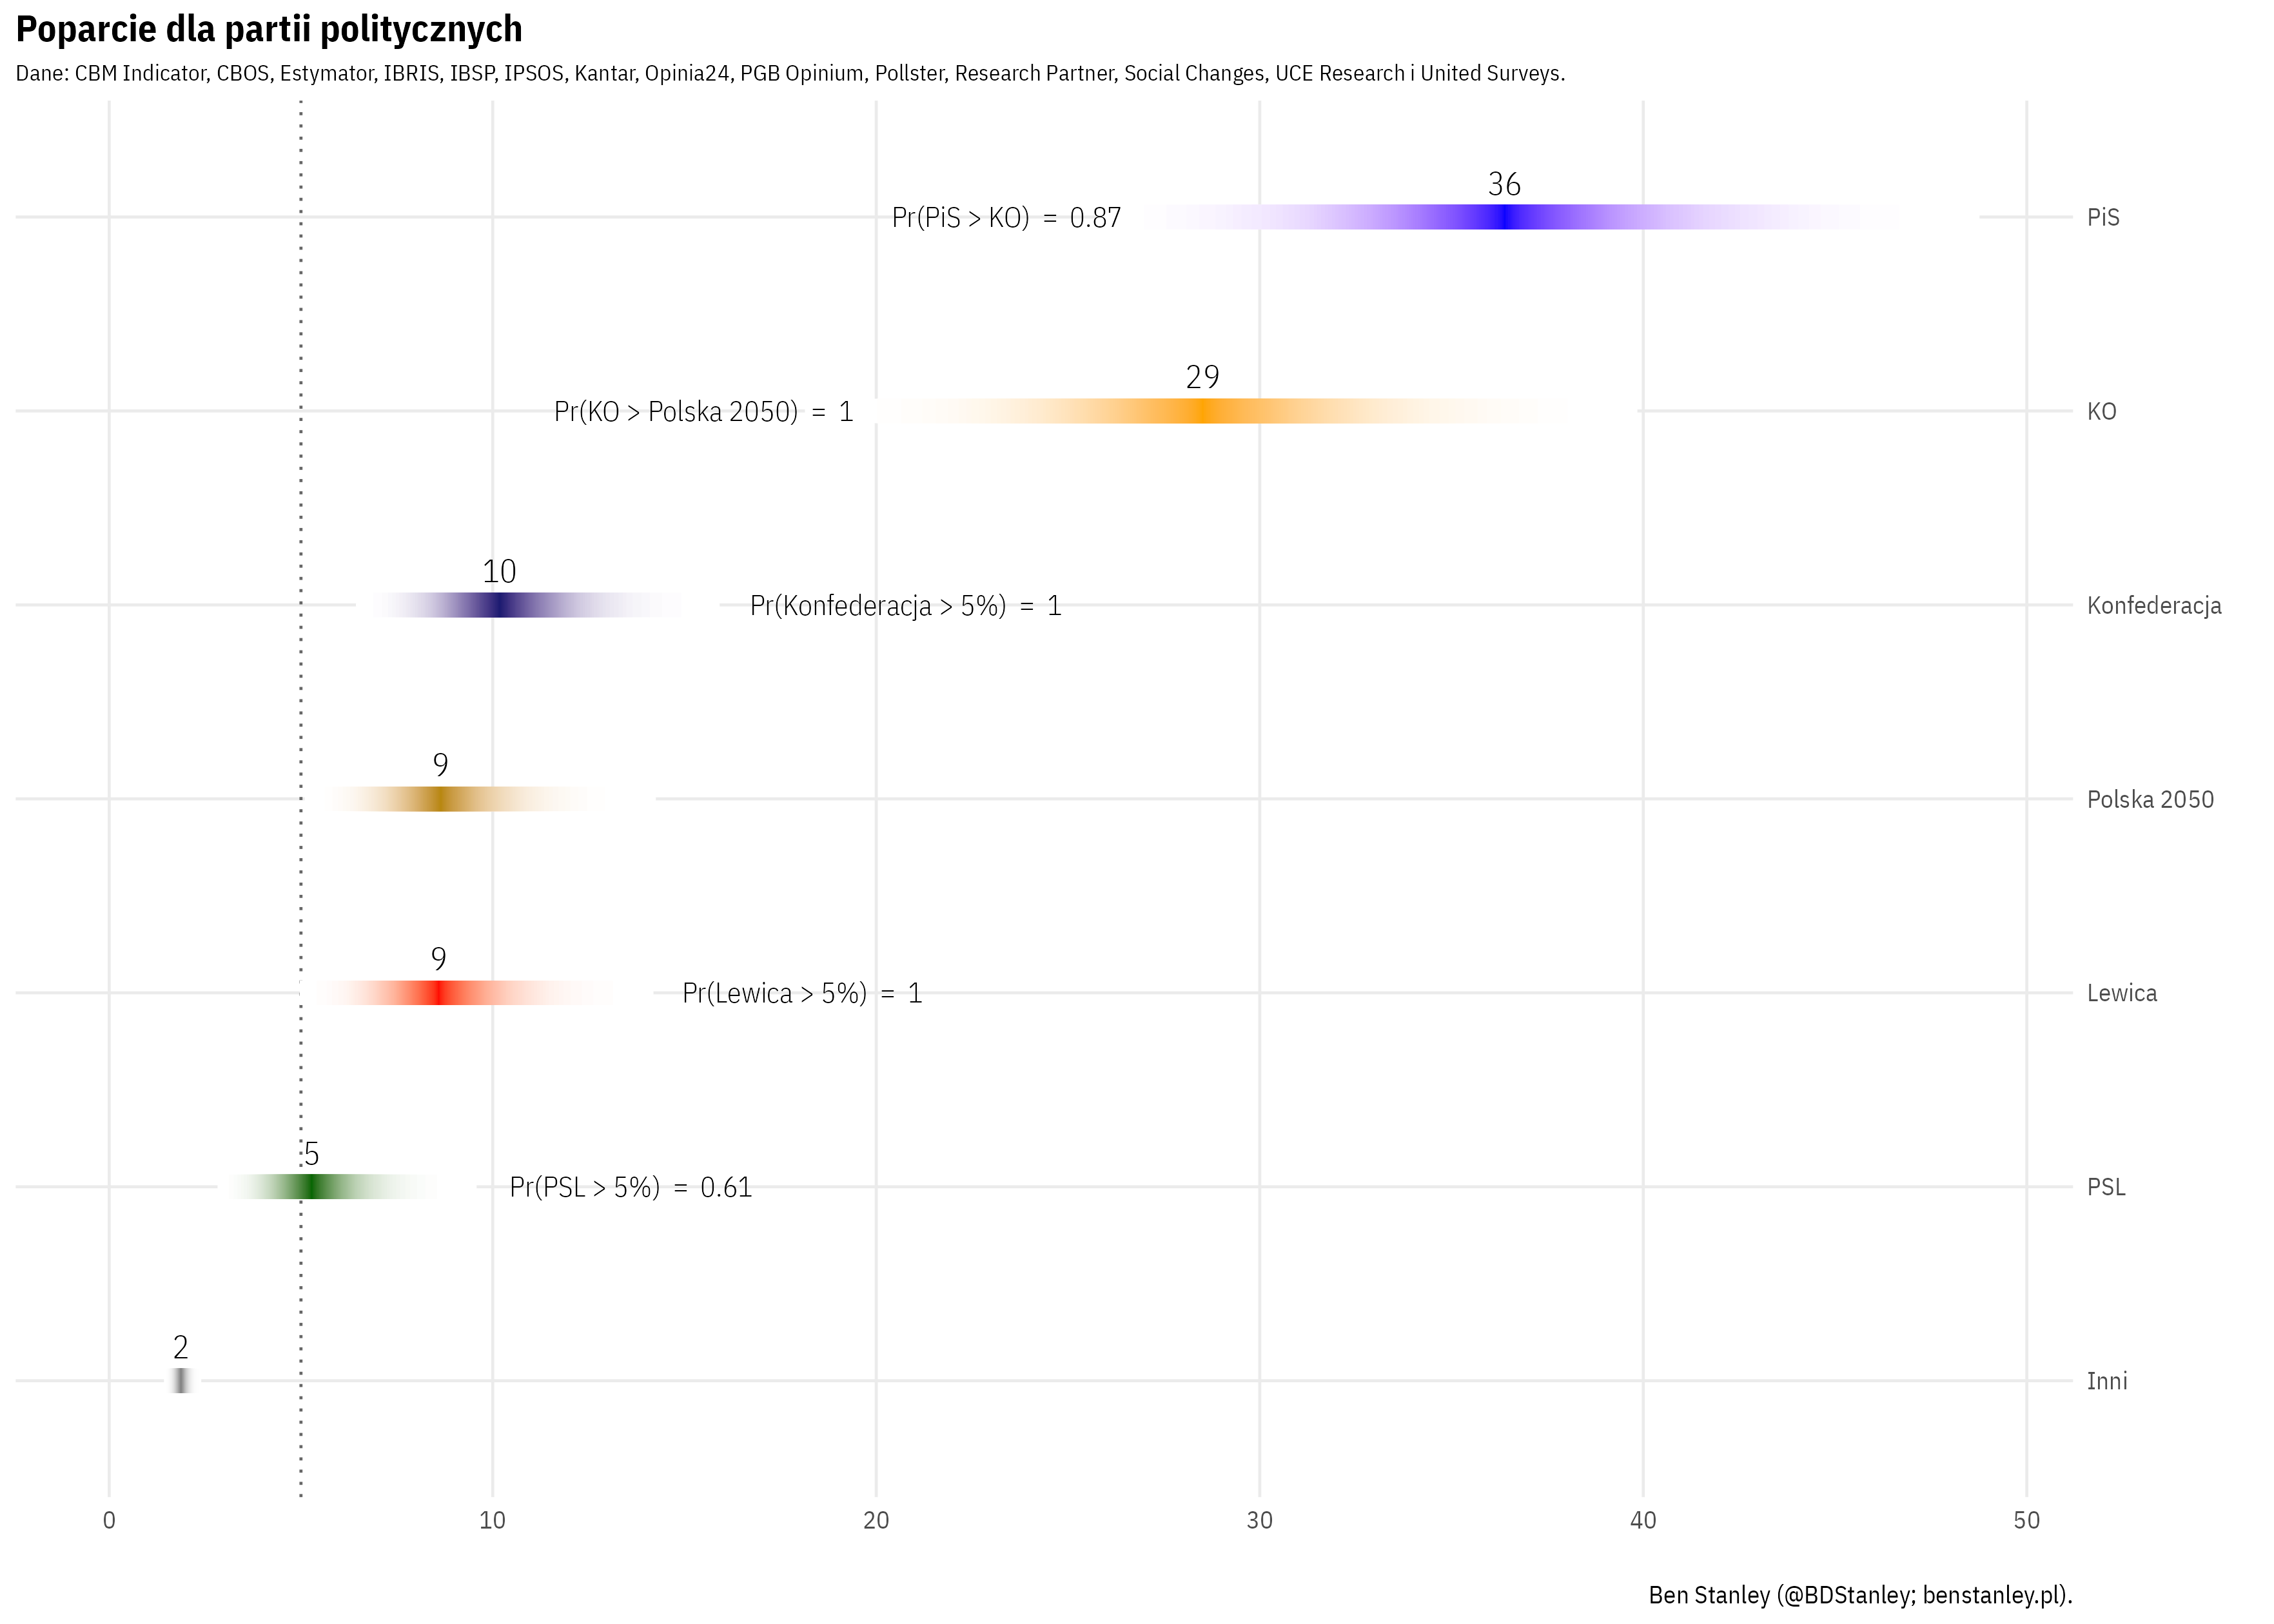 Poparcie dla partii politycznych
Dane: CBM Indicator, CBOS, Estymator, IBRIS, IBSP, IPSOS, Kantar, Opinia24, PGB Opinium, Pollster, Research Partner, Social Changes, UCE Research i United Surveys.
36
Pr(PiS > KO) = 0.87
PiS
29
Pr(KO > Polska 2050) = 1
KO
10
Pr(Konfederacja > 5%) = 1
Konfederacja
9
Polska 2050
9
Pr(Lewica > 5%) = 1
Lewica
5
Pr(PSL > 5%) = 0.61
PSL
2
Inni
0 10 20 30 40 50
Ben Stanley (@BDStanley; benstanley.pl).